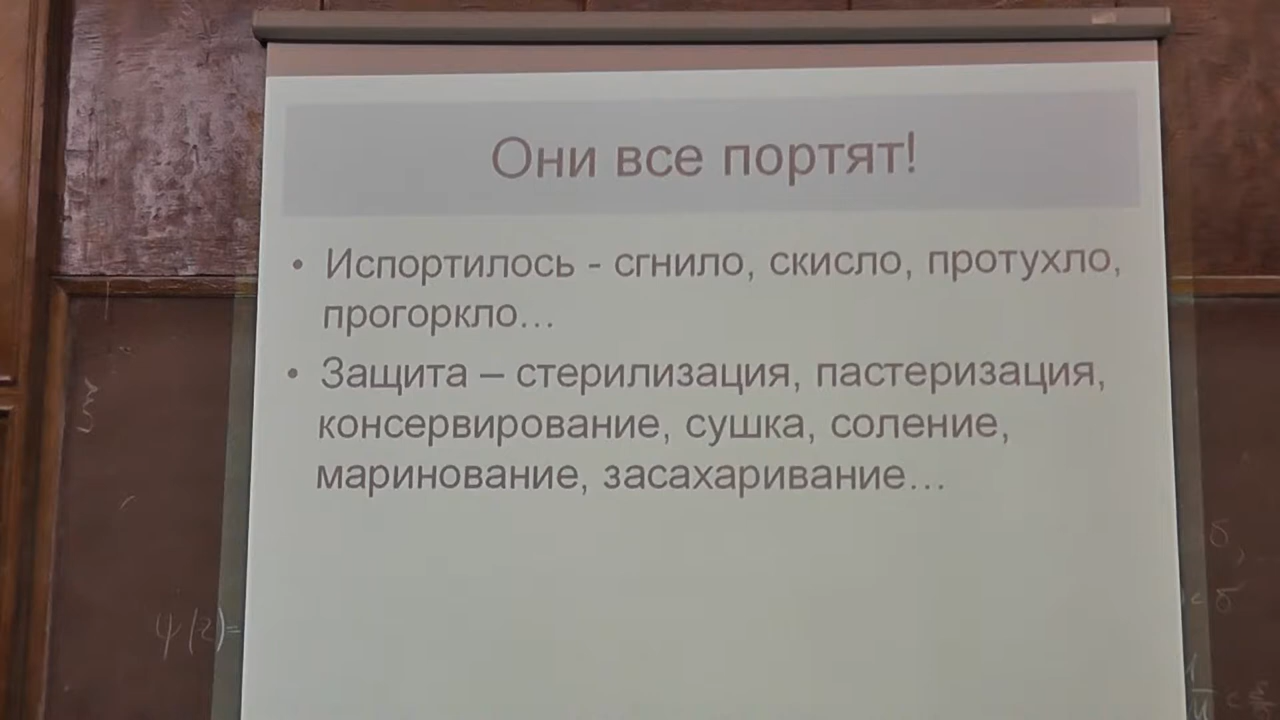 Они все портят!
• Испортилось - сгнило, скисло, протухло,
прогоркло...
• Защита – стерилизация, пастеризация,
консервирование, сушка, соление,
маринование, засахаривание...
ψ(z)=